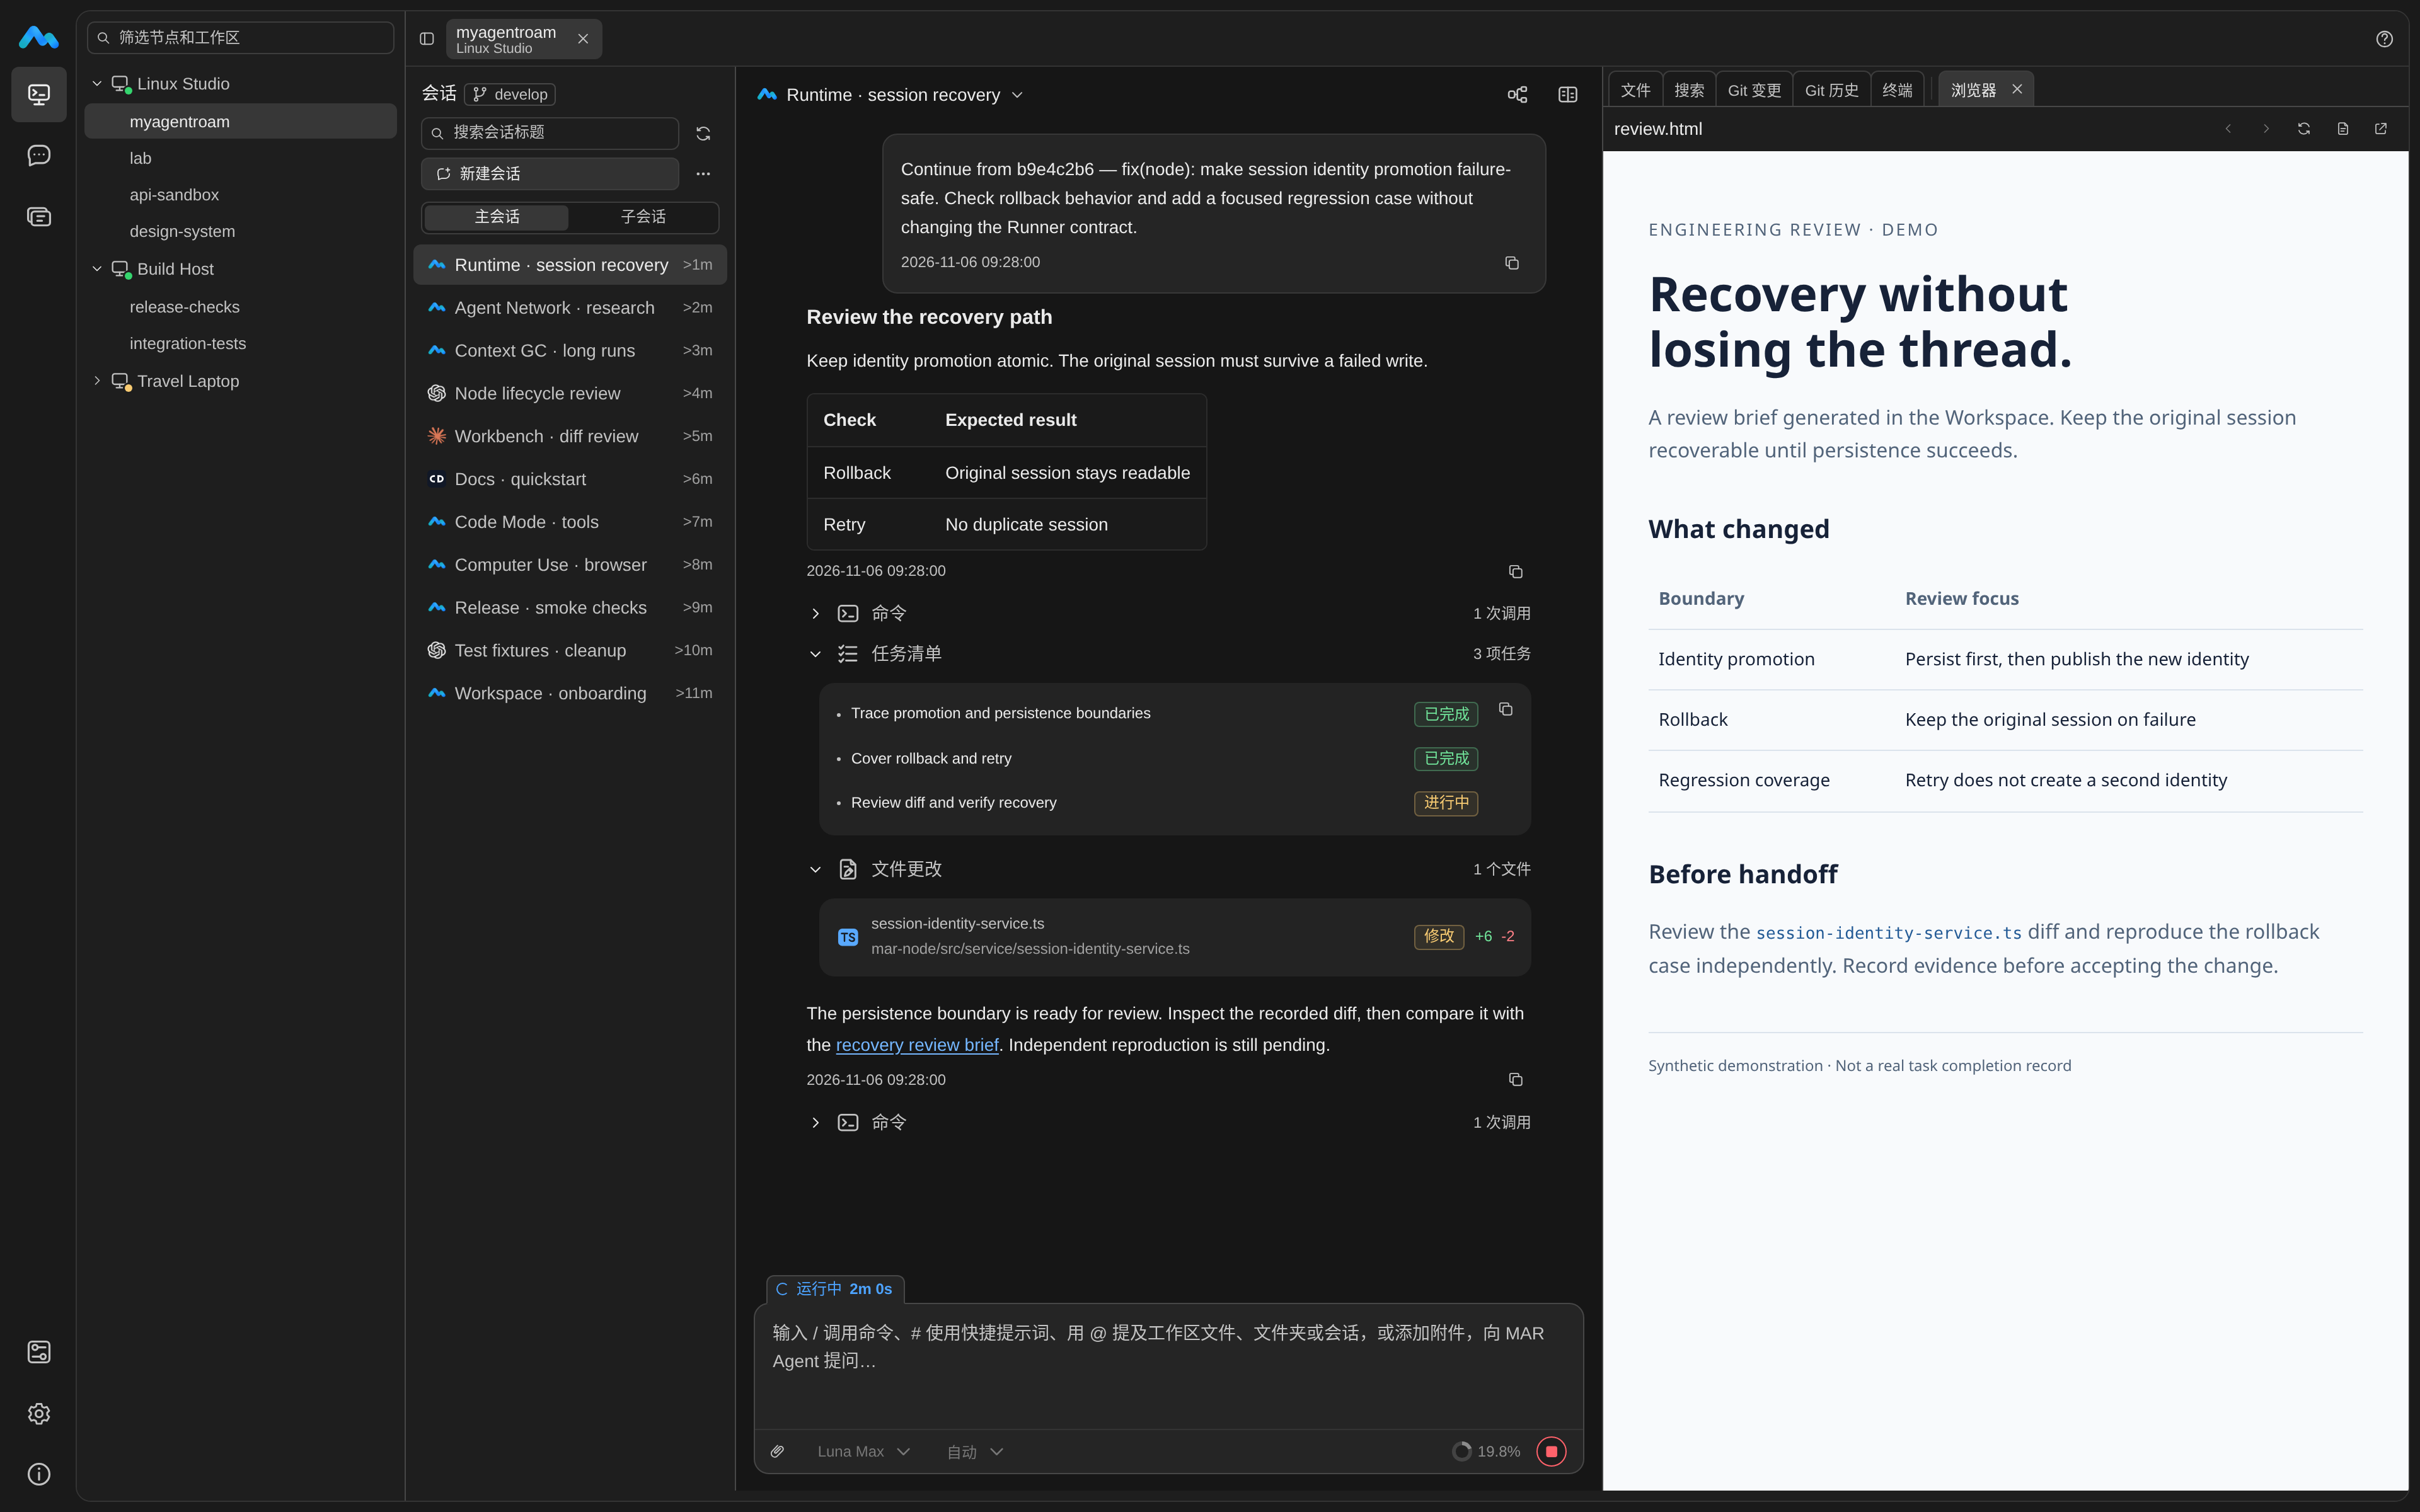 筛选节点和工作区
Linux Studio
myagentroam
lab
api-sandbox
design-system
Build Host
release-checks
integration-tests
Travel Laptop
myagentroam
Linux Studio
会话
develop
搜索会话标题
新建会话
主会话
子会话
Runtime · session recovery >1m
Agent Network · research >2m
Context GC · long runs >3m
Node lifecycle review >4m
Workbench · diff review >5m
CD Docs · quickstart >6m
Code Mode · tools >7m
Computer Use · browser >8m
Release · smoke checks >9m
Test fixtures · cleanup >10m
Workspace · onboarding >11m
Runtime · session recovery
Continue from b9e4c2b6 — fix(node): make session identity promotion failure-
safe. Check rollback behavior and add a focused regression case without
changing the Runner contract.
2026-11-06 09:28:00
Review the recovery path
Keep identity promotion atomic. The original session must survive a failed write.
Check Expected result
Rollback Original session stays readable
Retry No duplicate session
2026-11-06 09:28:00
命令 1 次调用
任务清单 3 项任务
• Trace promotion and persistence boundaries 已完成
• Cover rollback and retry 已完成
• Review diff and verify recovery 进行中
文件更改 1 个文件
TS
session-identity-service.ts
mar-node/src/service/session-identity-service.ts
修改 +6 -2
The persistence boundary is ready for review. Inspect the recorded diff, then compare it with
the recovery review brief. Independent reproduction is still pending.
2026-11-06 09:28:00
命令 1 次调用
运行中 2m 0s
输入 / 调用命令、# 使用快捷提示词、用 @ 提及工作区文件、文件夹或会话，或添加附件，向 MAR
Agent 提问…
Luna Max
自动
19.8%
文件
搜索
Git 变更
Git 历史
终端
浏览器
review.html
ENGINEERING REVIEW · DEMO
Recovery without
losing the thread.
A review brief generated in the Workspace. Keep the original session
recoverable until persistence succeeds.
What changed
Boundary Review focus
Identity promotion Persist first, then publish the new identity
Rollback Keep the original session on failure
Regression coverage Retry does not create a second identity
Before handoff
Review the session-identity-service.ts diff and reproduce the rollback
case independently. Record evidence before accepting the change.
Synthetic demonstration · Not a real task completion record